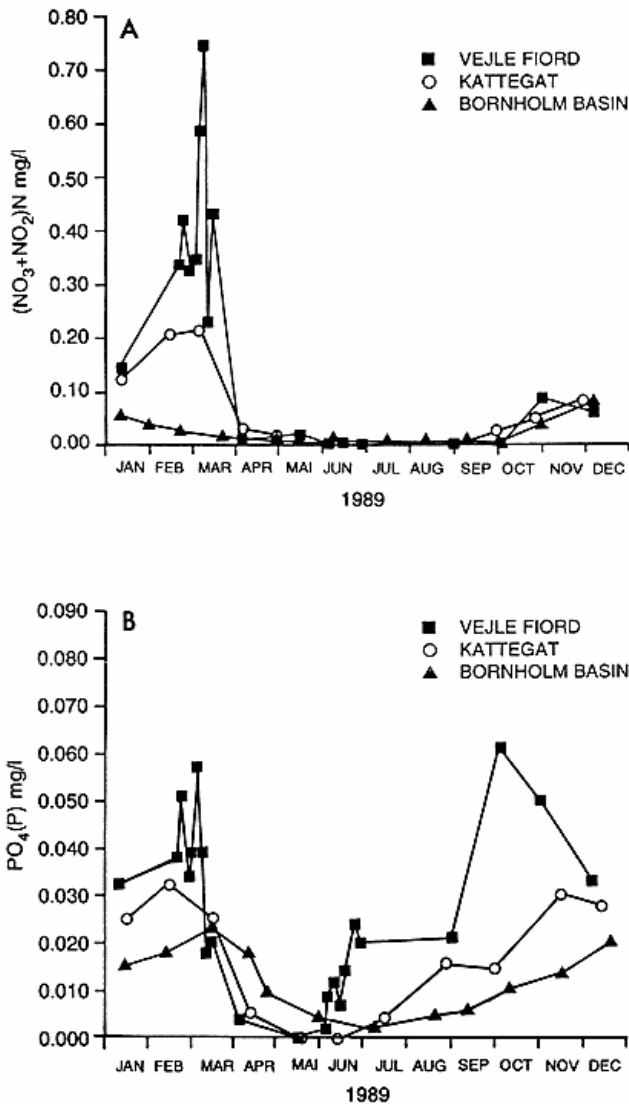 A
0.80
VEJLE FIORD
KATTEGAT
BORNHOLM BASIN
0.70
0.60
0.50
0.40
0.30
0.20
0.10
0.00
(NO₃+NO₂)N mg/l
JAN FEB MAR APR MAI JUN JUL AUG SEP OCT NOV DEC
1989
B
0.090
VEJLE FIORD
KATTEGAT
BORNHOLM BASIN
0.080
0.070
0.060
0.050
0.040
0.030
0.020
0.010
0.000
PO₄(P) mg/l
JAN FEB MAR APR MAI JUN JUL AUG SEP OCT NOV DEC
1989